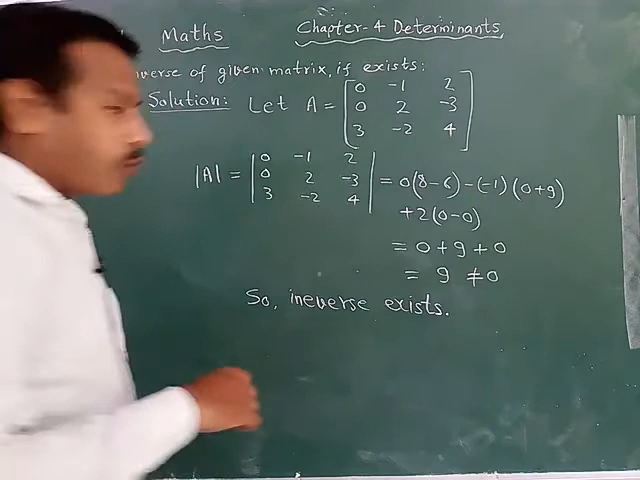 Maths Chapter-4 Determinants
nverse of given matrix, if exists:
Solution: Let A = [0 -1 2
0 2 -3
3 -2 4]
|A| = |0 -1 2
0 2 -3
3 -2 4| = 0(8-6) -(-1)(0+9)
+2(0-0)
= 0+9+0
= 9 ≠0
So, ineverse exists.